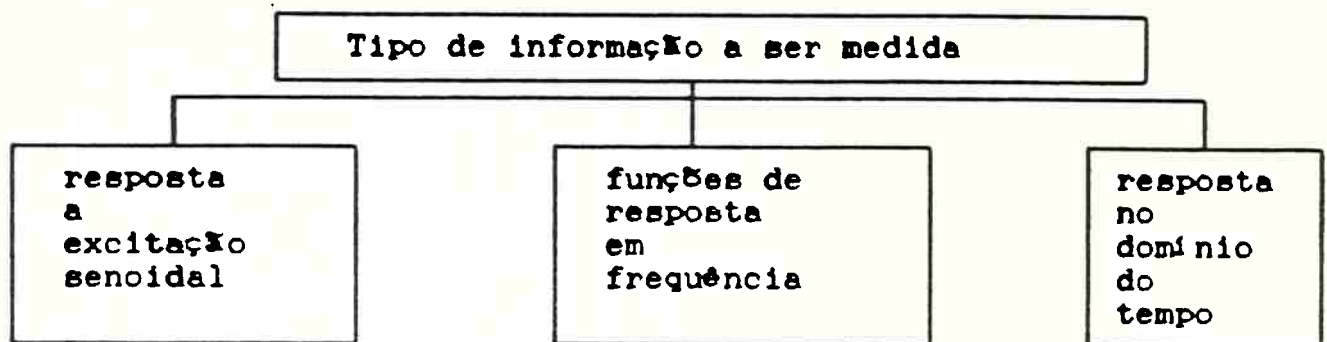 Tipo de informação a ser medida
resposta
a
excitação
senoidal
funções de
resposta
em
frequência
resposta
no
domínio
do
tempo